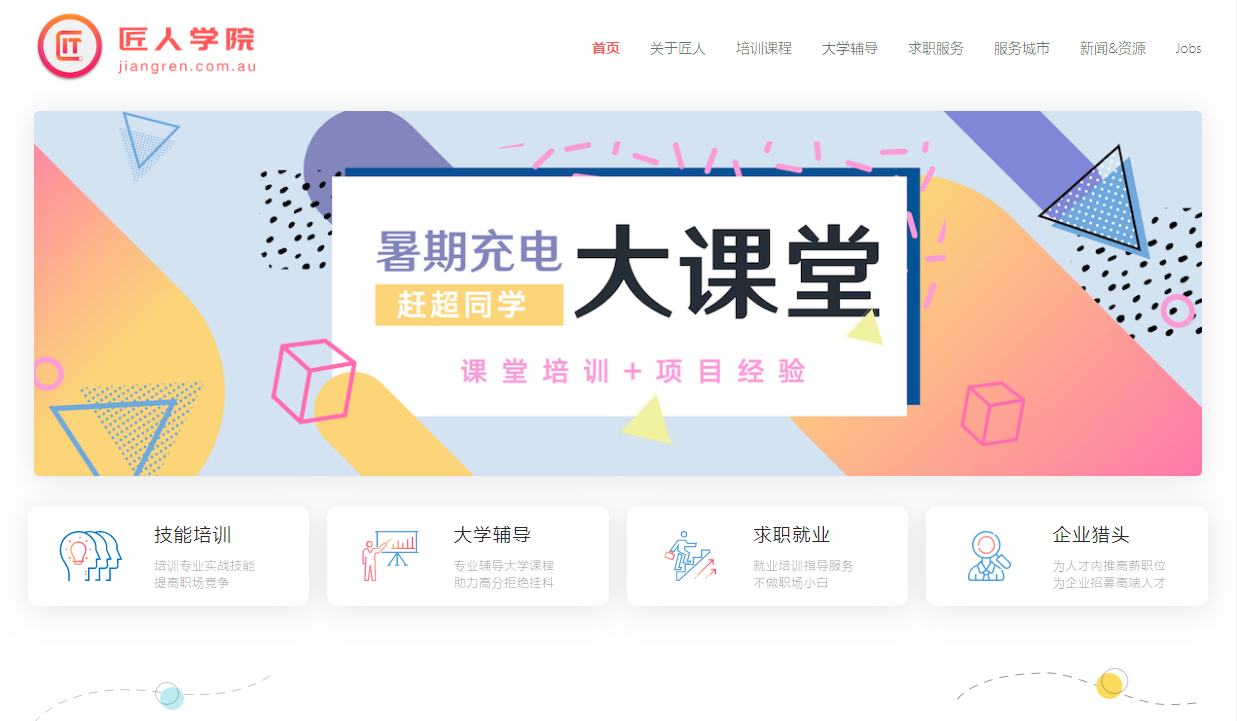 IT
匠人学院
jiangren.com.au
首页 关于匠人 培训课程 大学辅导 求职服务 服务城市 新闻&资源 Jobs
暑期充电
赶超同学
大课堂
课堂培训+项目经验
技能培训
培训专业实战技能
提高职场竞争
大学辅导
专业辅导大学课程
助力高分拒绝挂科
求职就业
就业培训指导服务
不做职场小白
企业猎头
为人才内推高薪职位
为企业招募高端人才